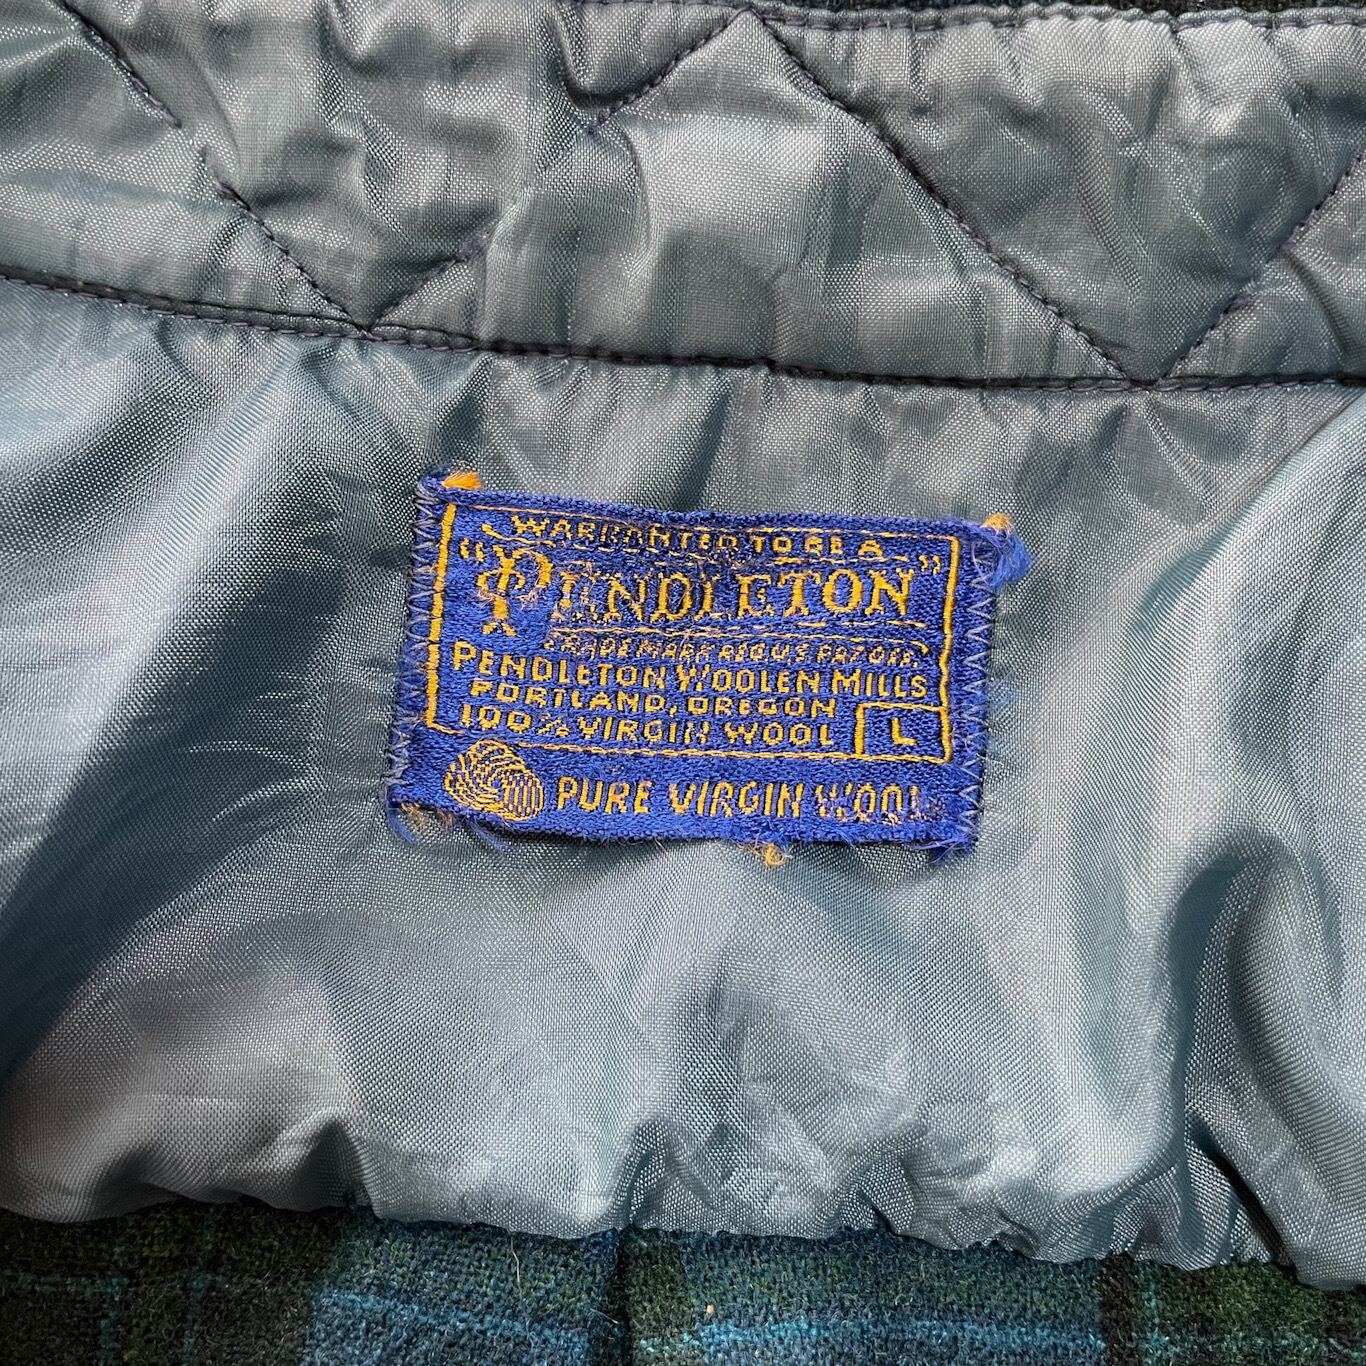 WARRANTED TO BE A
"PENDLETON"
TRADE MARK REG. U.S. PAT. OFF.
PENDLETON WOOLEN MILLS
PORTLAND, OREGON
100% VIRGIN WOOL L
PURE VIRGIN WOOL